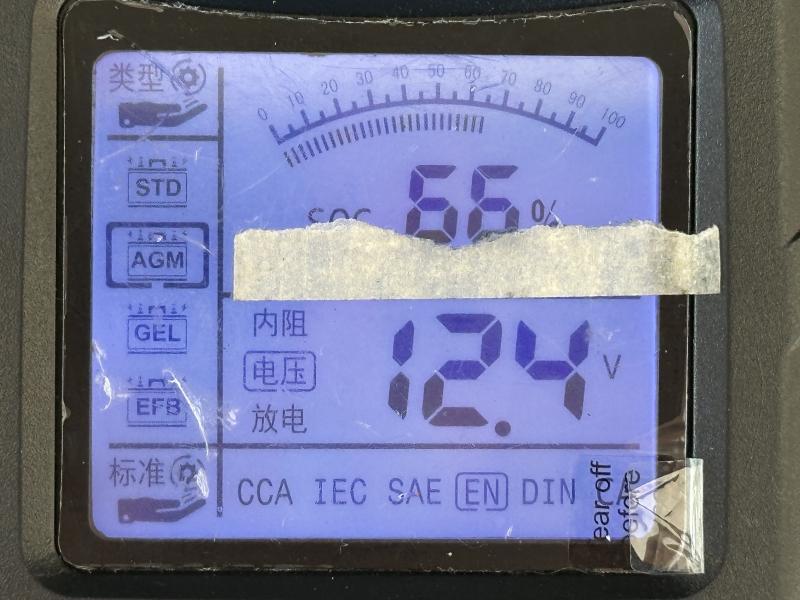 类型
0 10 20 30 40 50 60 70 80 90 100
SOC 66 %
STD
AGM
GEL
EFB
内阻
电压
放电
12.4 V
标准
CCA IEC SAE EN DIN
ear off
efore